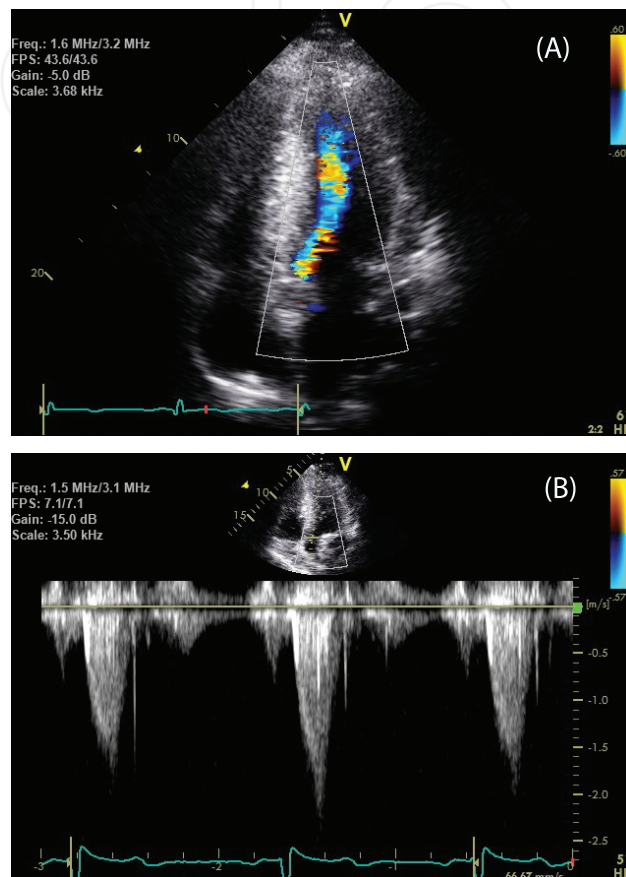 V
.60
(A)
Freq.: 1.6 MHz/3.2 MHz
FPS: 43.6/43.6
Gain: -5.0 dB
Scale: 3.68 kHz
10
-.60
20
6
2:2
HI
V
.57
(B)
Freq.: 1.5 MHz/3.1 MHz
FPS: 7.1/7.1
Gain: -15.0 dB
Scale: 3.50 kHz
5
10
15
-.57
[m/s]
-0.5
-1.0
-1.5
-2.0
-2.5
-3
-2
-1
0
5
66.67 mm/s
HI